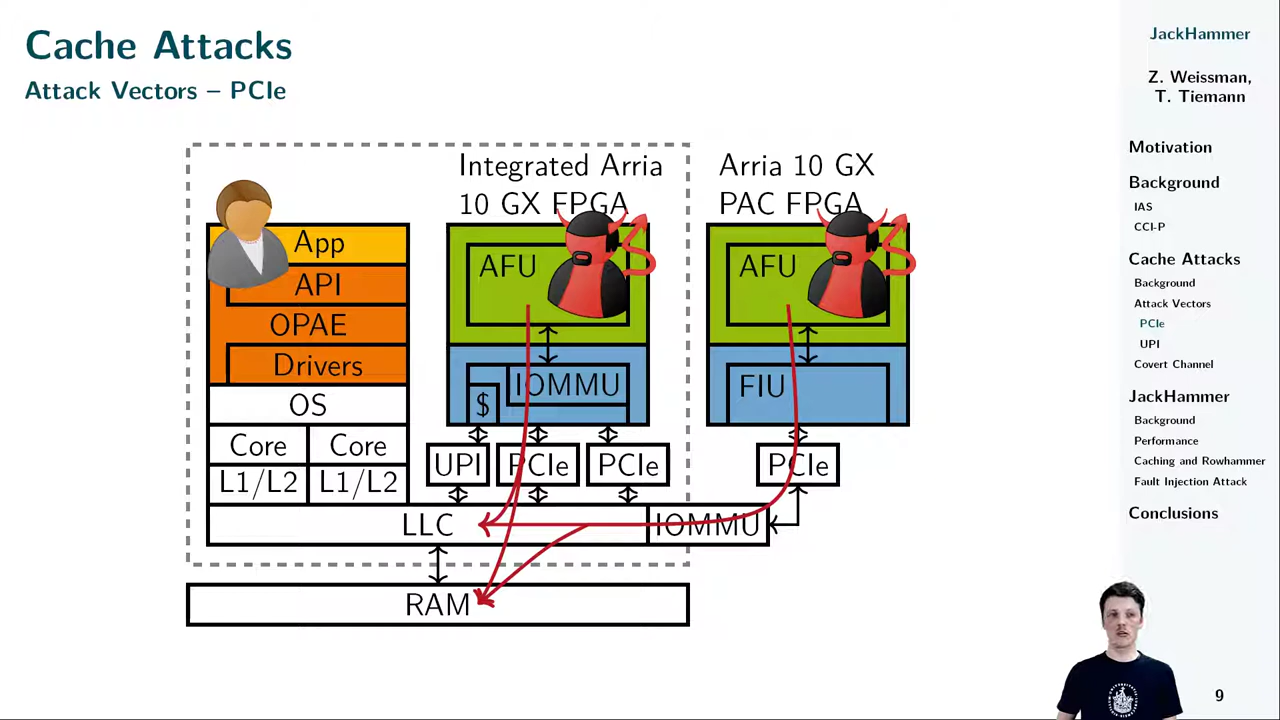 Cache Attacks
Attack Vectors – PCIe
Integrated Arria
10 GX FPGA
Arria 10 GX
PAC FPGA
App
API
OPAE
Drivers
OS
Core
Core
L1/L2
L1/L2
AFU
IOMMU
$
UPI
PCIe
PCIe
AFU
FIU
PCIe
LLC
IOMMU
RAM
JackHammer
Z. Weissman,
T. Tiemann
Motivation
Background
IAS
CCI-P
Cache Attacks
Background
Attack Vectors
PCIe
UPI
Covert Channel
JackHammer
Background
Performance
Caching and Rowhammer
Fault Injection Attack
Conclusions
9